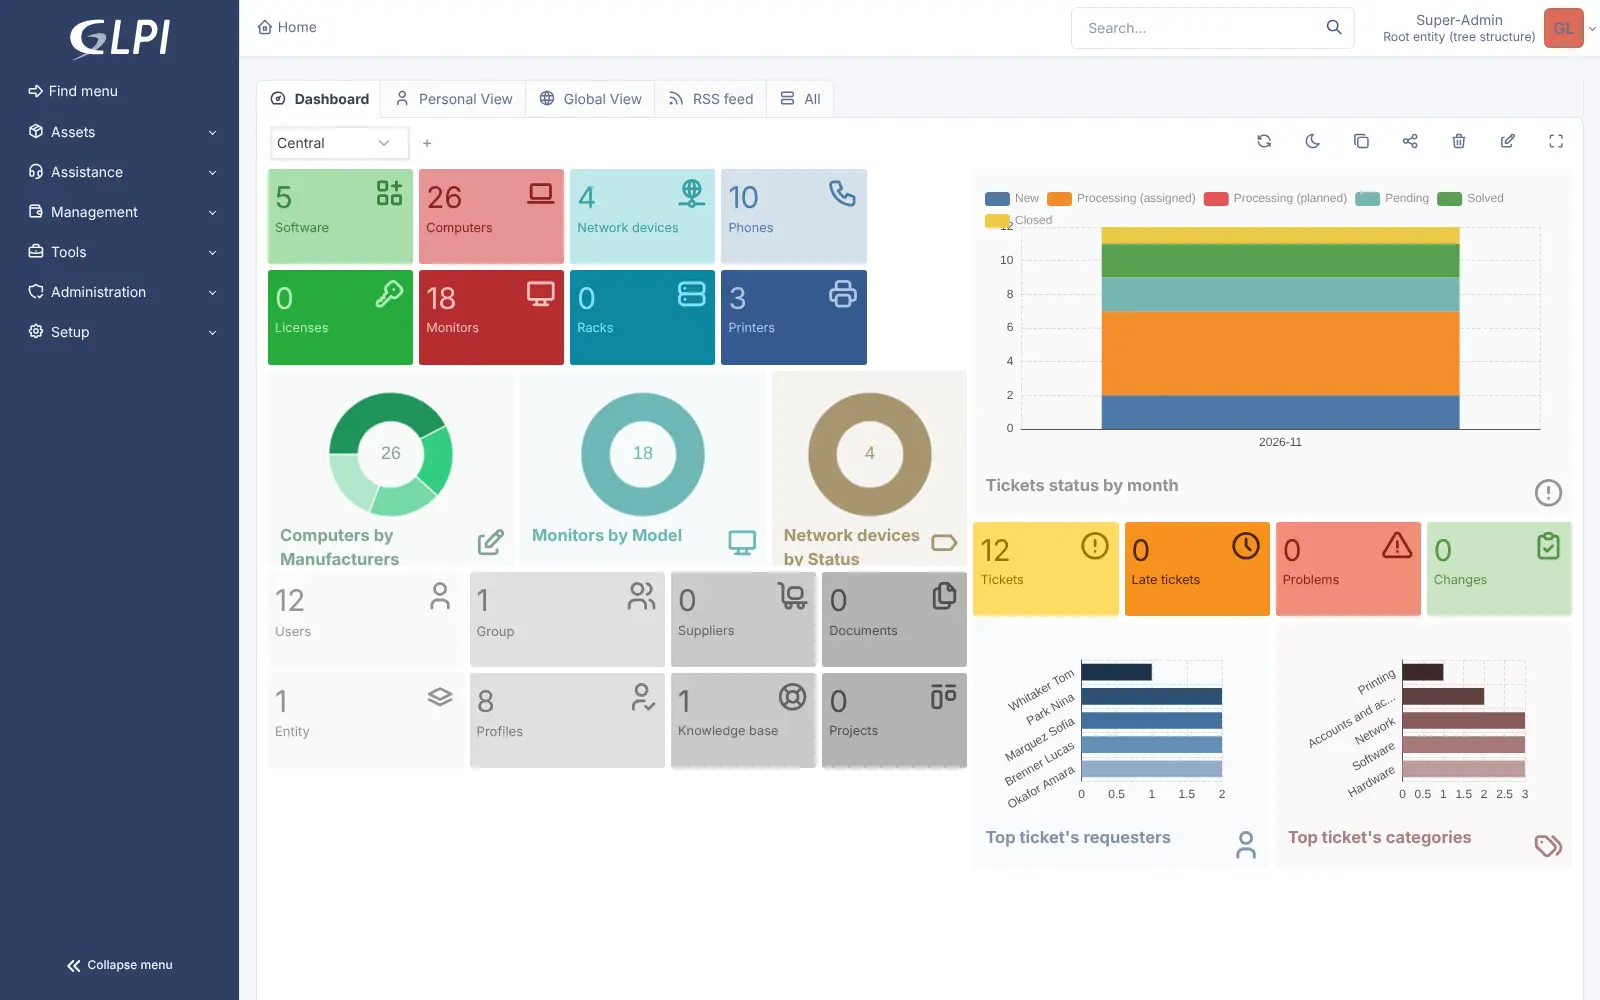 GLPI
Find menu
Assets
Assistance
Management
Tools
Administration
Setup
Collapse menu
Home
Search...
Super-Admin
Root entity (tree structure)
GL
Dashboard
Personal View
Global View
RSS feed
All
Central
+
5
Software
26
Computers
4
Network devices
10
Phones
0
Licenses
18
Monitors
0
Racks
3
Printers
26
Computers by
Manufacturers
18
Monitors by Model
4
Network devices
by Status
12
Users
1
Group
0
Suppliers
0
Documents
1
Entity
8
Profiles
1
Knowledge base
0
Projects
New
Processing (assigned)
Processing (planned)
Pending
Solved
Closed
12
10
8
6
4
2
0
2026-11
Tickets status by month
12
Tickets
0
Late tickets
0
Problems
0
Changes
Whitaker Tom
Park Nina
Marquez Sofia
Brenner Lucas
Okafor Amara
0 0.5 1 1.5 2
Top ticket's requesters
Printing
Accounts and ac...
Network
Software
Hardware
0 0.5 1 1.5 2 2.5 3
Top ticket's categories